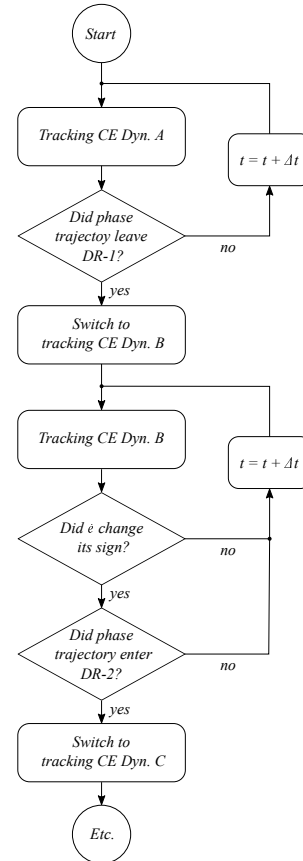 Start
Tracking CE Dyn. A
t = t + Δt
Did phase
trajectoy leave
DR-1?
no
yes
Switch to
tracking CE Dyn. B
Tracking CE Dyn. B
t = t + Δt
Did ė change
its sign?
no
yes
Did phase
trajectory enter
DR-2?
no
yes
Switch to
tracking CE Dyn. C
Etc.